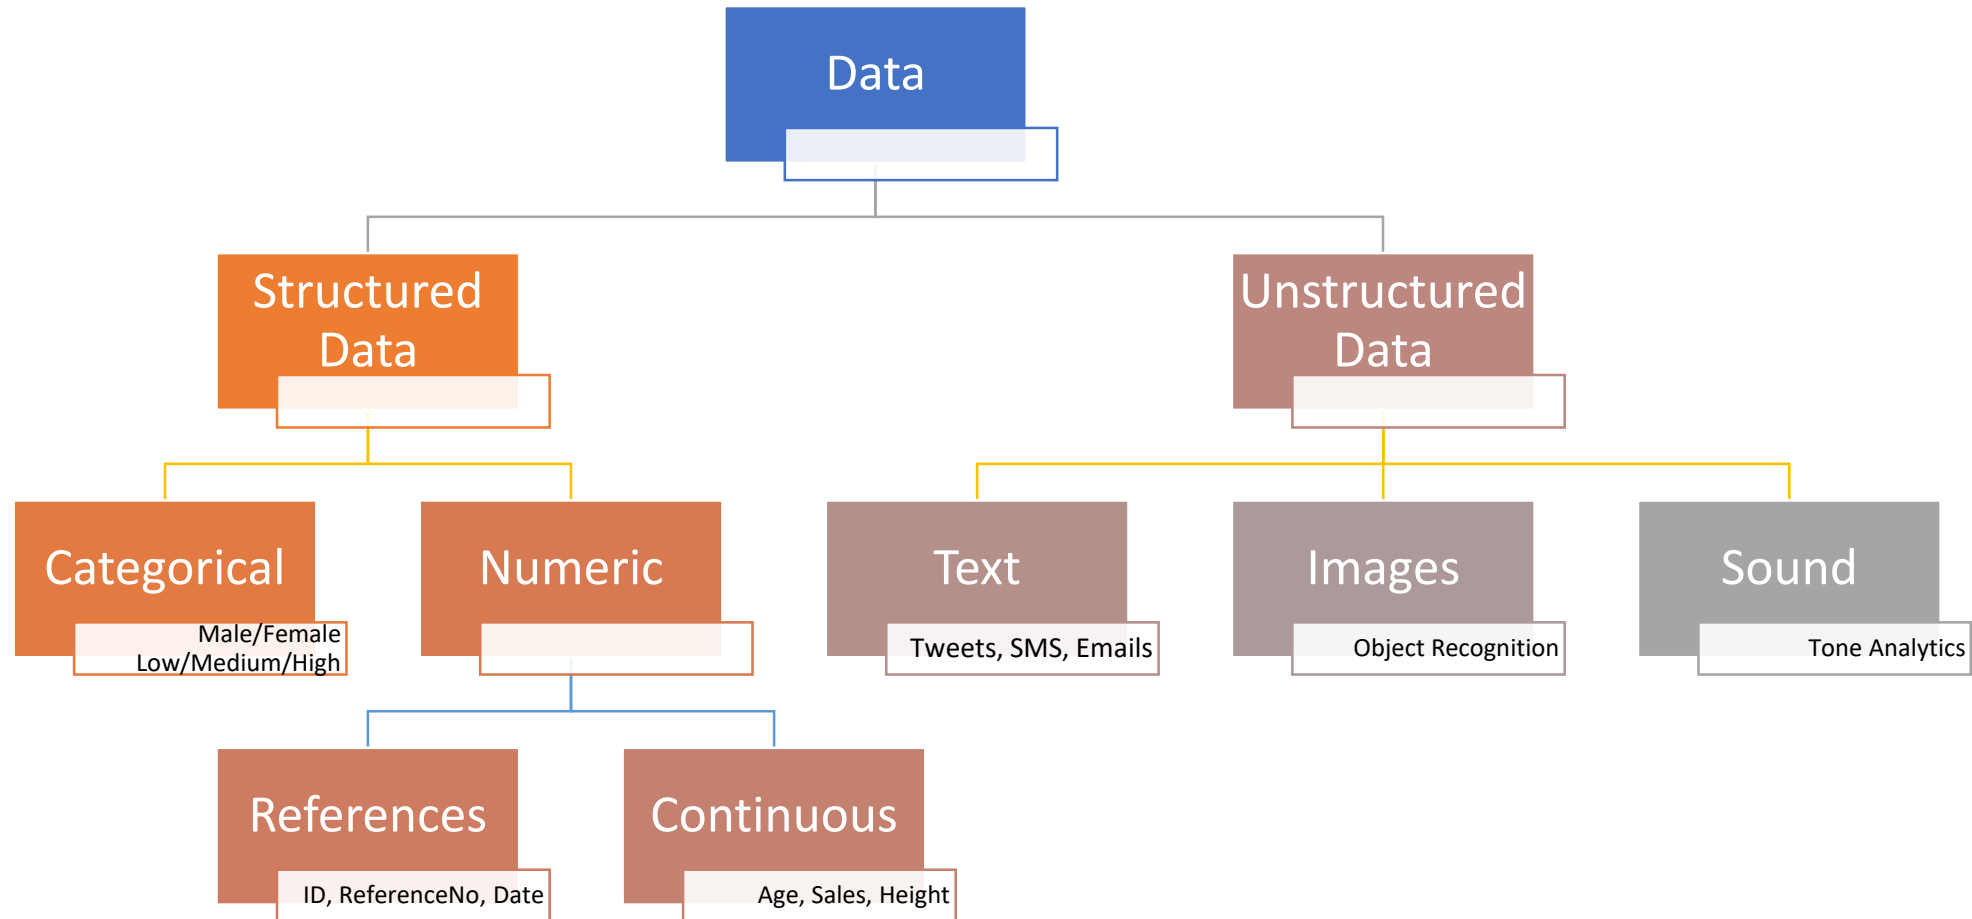 Data
Structured
Data
Unstructured
Data
Categorical
Male/Female
Low/Medium/High
Numeric
Text
Tweets, SMS, Emails
Images
Object Recognition
Sound
Tone Analytics
References
ID, ReferenceNo, Date
Continuous
Age, Sales, Height